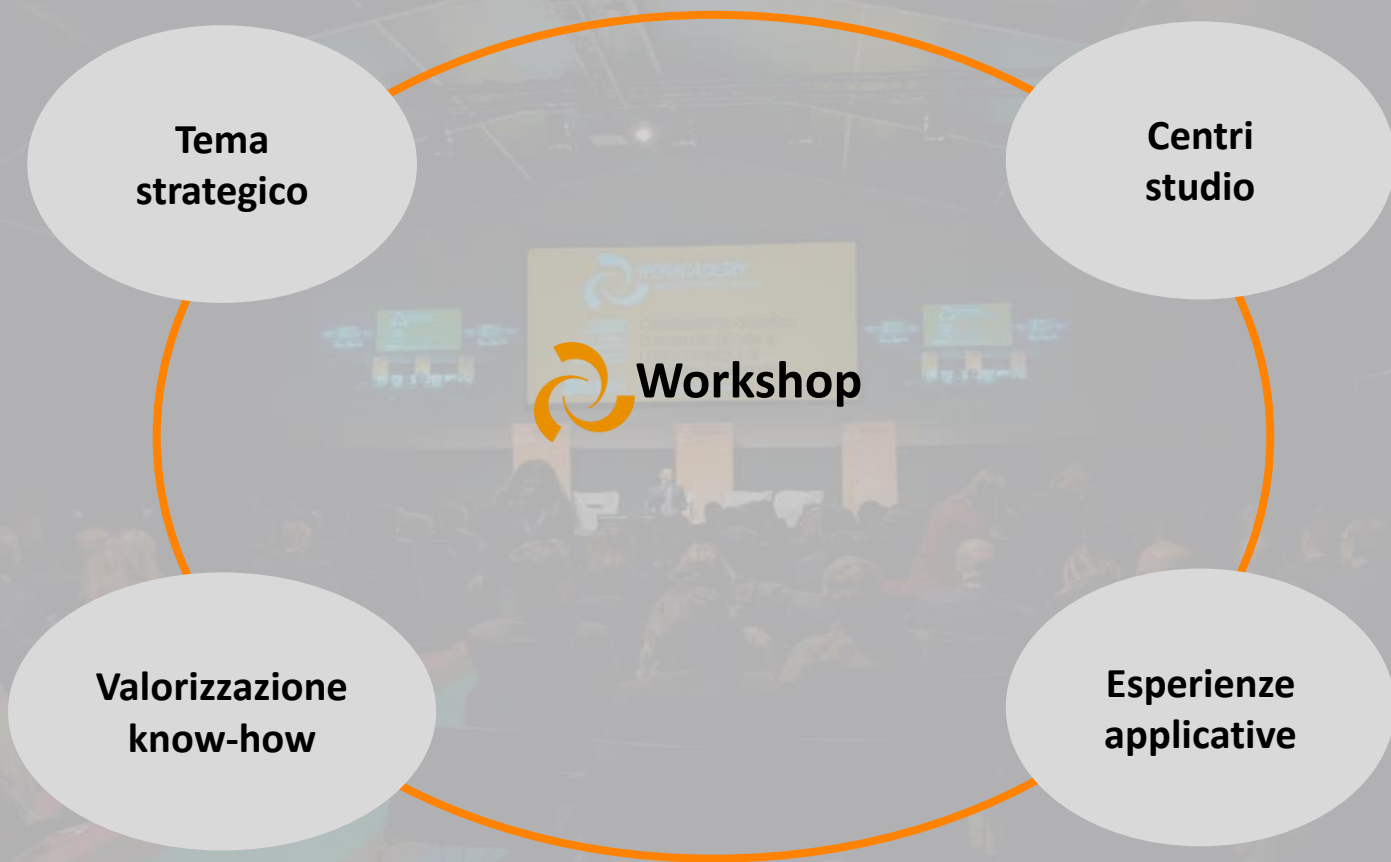 Tema
strategico
Centri
studio
Workshop
Valorizzazione
know-how
Esperienze
applicative